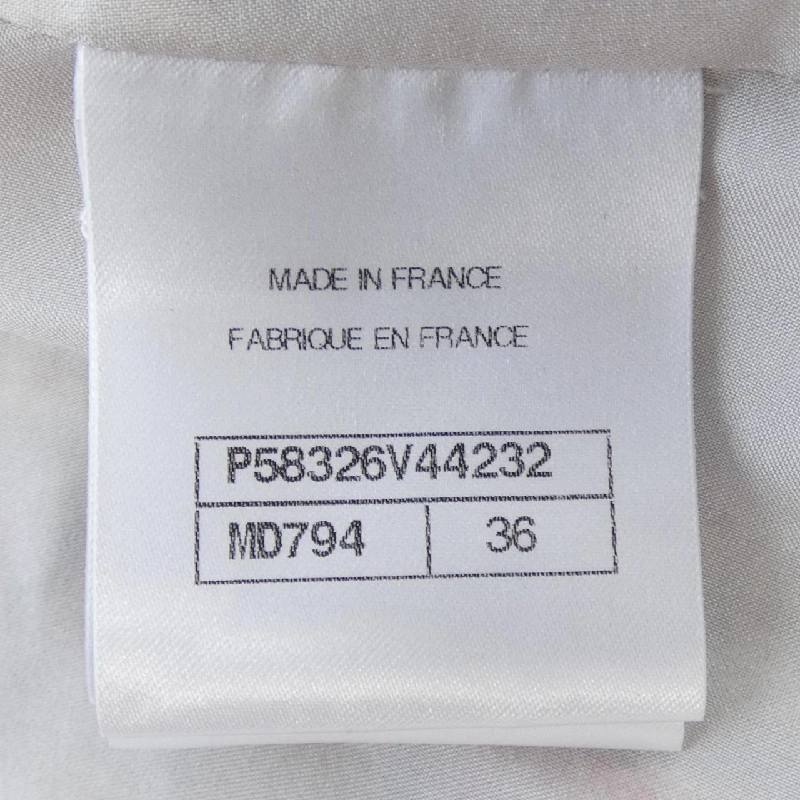 MADE IN FRANCE
FABRIQUE EN FRANCE
P58326V44232
MD794 36